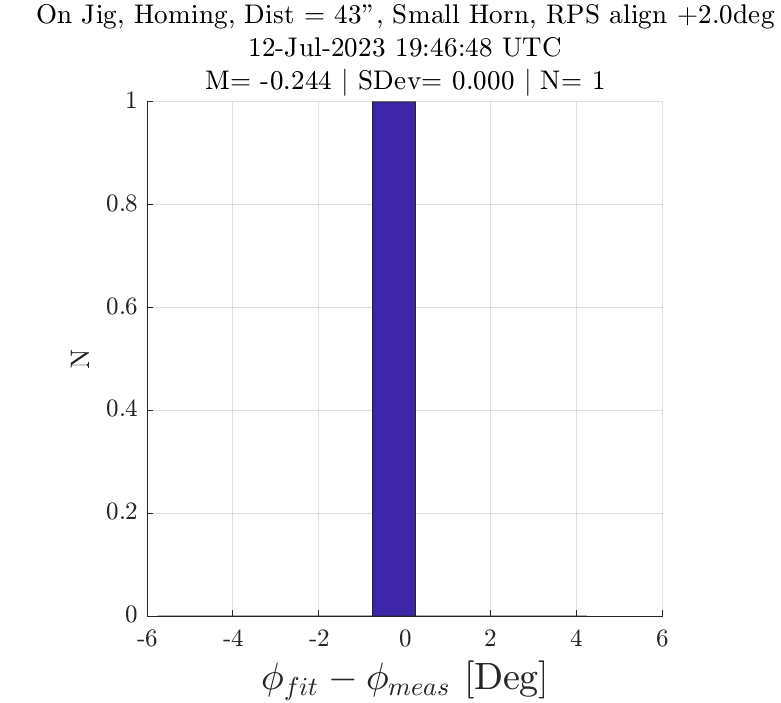 On Jig, Homing, Dist = 43”, Small Horn, RPS align +2.0deg
12-Jul-2023 19:46:48 UTC
M= -0.244 | SDev= 0.000 | N= 1
1
0.8
0.6
N
0.4
0.2
0
-6 -4 -2 0 2 4 6
ϕ_fit − ϕ_meas [Deg]